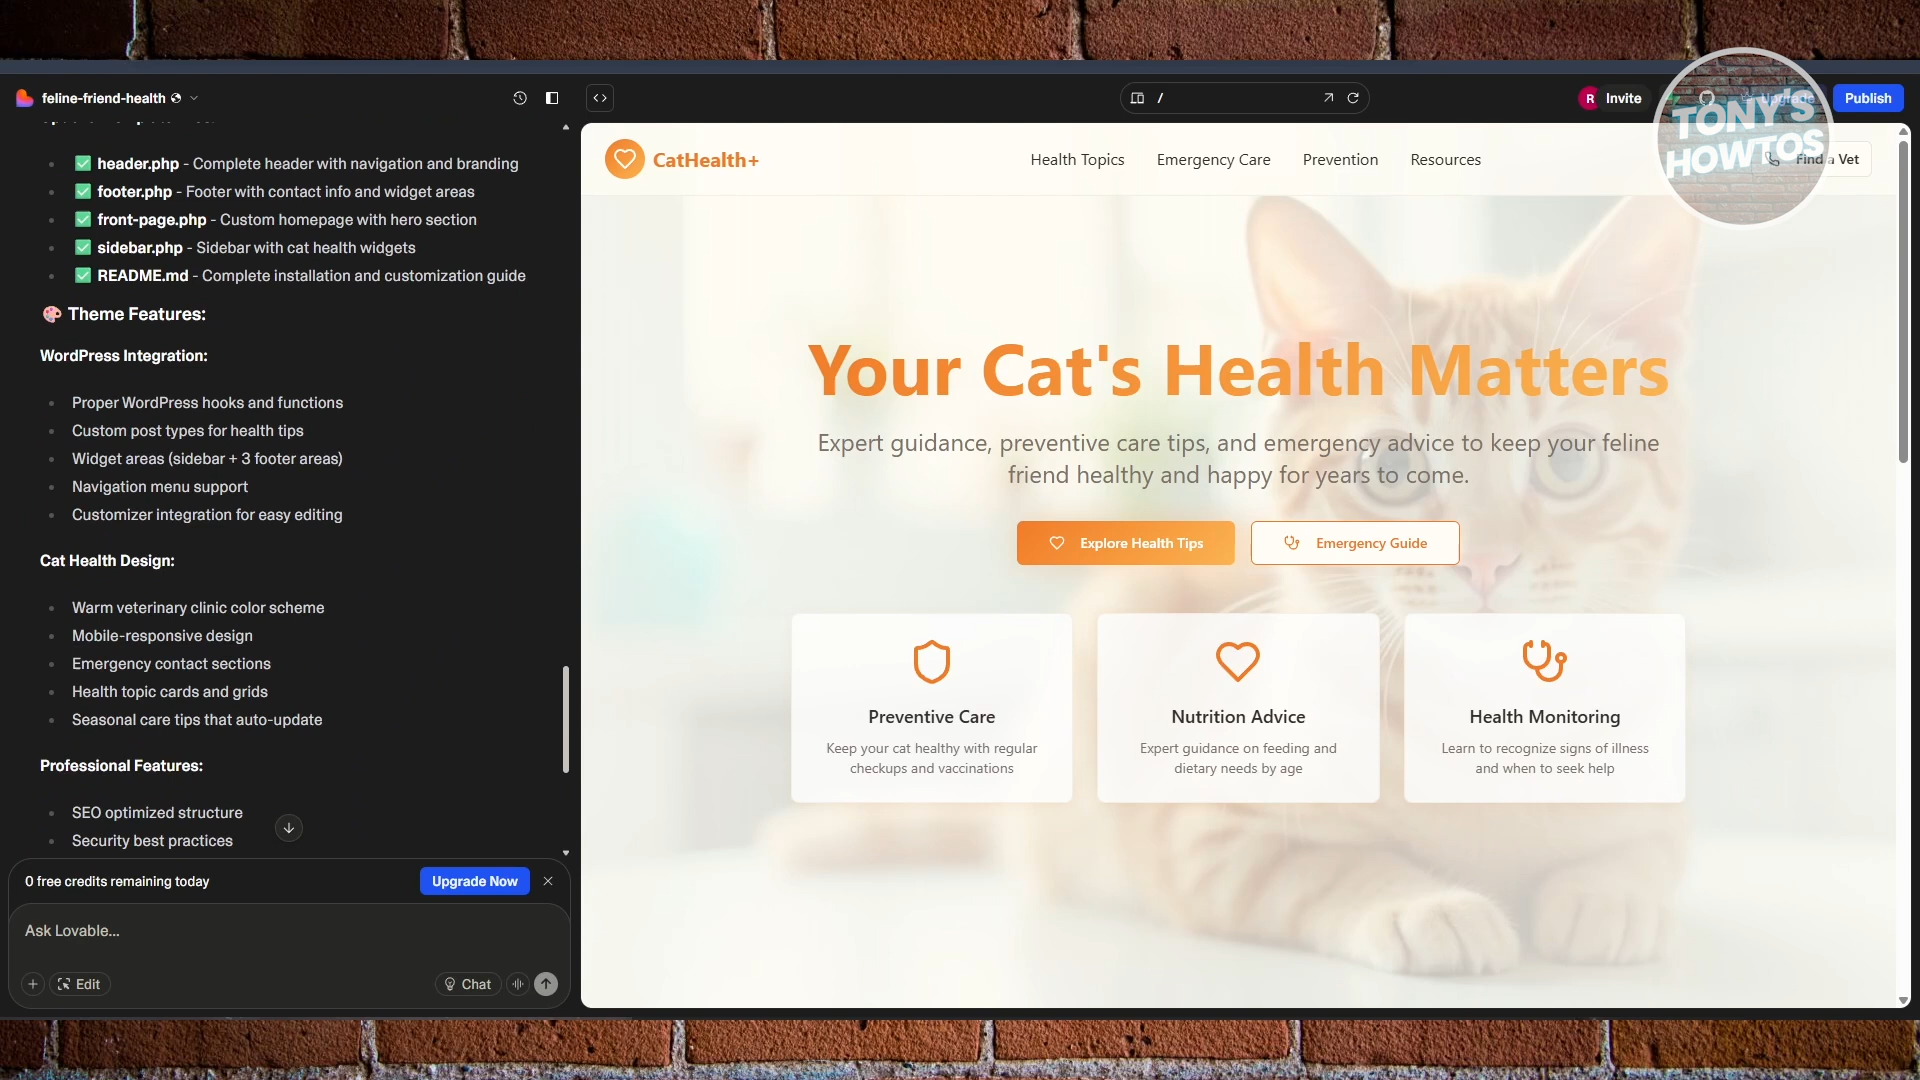 feline-friend-health
/
R Invite
Upgrade
Publish
TONY'S
HOWTOS
✅ header.php - Complete header with navigation and branding
✅ footer.php - Footer with contact info and widget areas
✅ front-page.php - Custom homepage with hero section
✅ sidebar.php - Sidebar with cat health widgets
✅ README.md - Complete installation and customization guide
🎨 Theme Features:
WordPress Integration:
Proper WordPress hooks and functions
Custom post types for health tips
Widget areas (sidebar + 3 footer areas)
Navigation menu support
Customizer integration for easy editing
Cat Health Design:
Warm veterinary clinic color scheme
Mobile-responsive design
Emergency contact sections
Health topic cards and grids
Seasonal care tips that auto-update
Professional Features:
SEO optimized structure
Security best practices
0 free credits remaining today
Upgrade Now
Ask Lovable...
Edit
Chat
CatHealth+
Health Topics
Emergency Care
Prevention
Resources
Find a Vet
Your Cat's Health Matters
Expert guidance, preventive care tips, and emergency advice to keep your feline
friend healthy and happy for years to come.
Explore Health Tips
Emergency Guide
Preventive Care
Keep your cat healthy with regular
checkups and vaccinations
Nutrition Advice
Expert guidance on feeding and
dietary needs by age
Health Monitoring
Learn to recognize signs of illness
and when to seek help